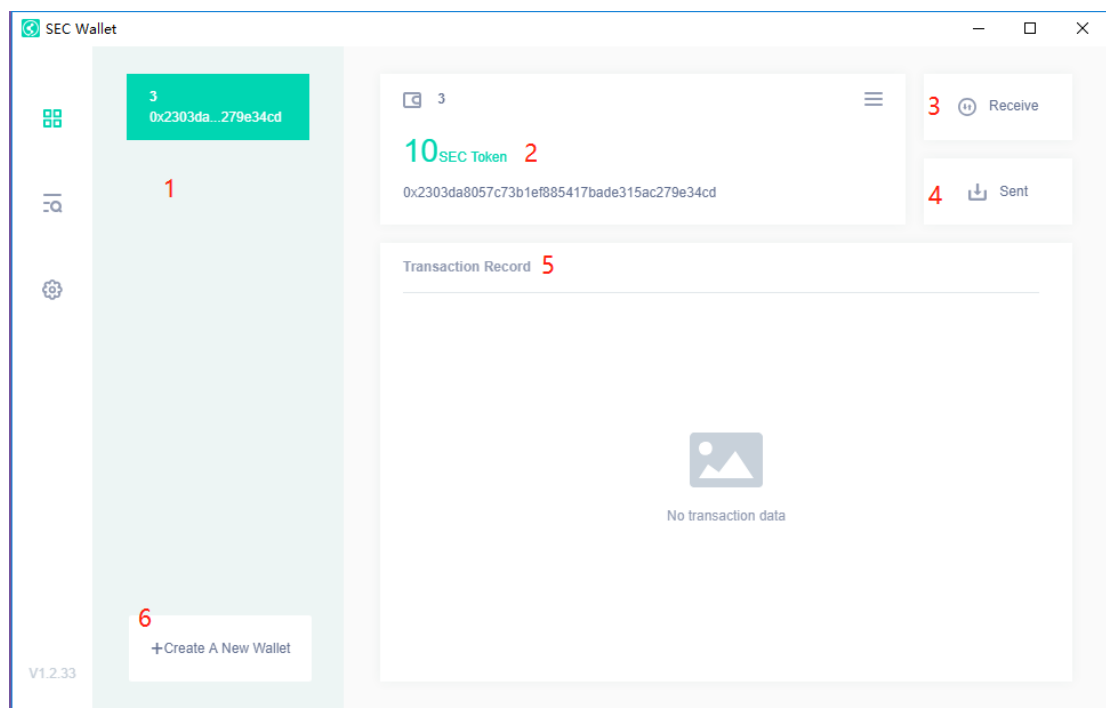 SEC Wallet
3
0x2303da...279e34cd
1
3
10SEC Token 2
0x2303da8057c73b1ef885417bade315ac279e34cd
3 Receive
4 Sent
Transaction Record 5
No transaction data
6
+Create A New Wallet
V1.2.33